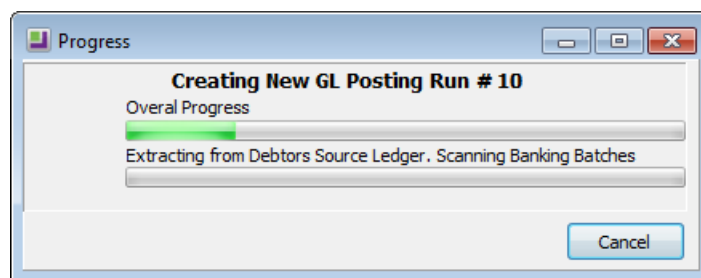 Progress
Creating New GL Posting Run # 10
Overal Progress
Extracting from Debtors Source Ledger. Scanning Banking Batches
Cancel